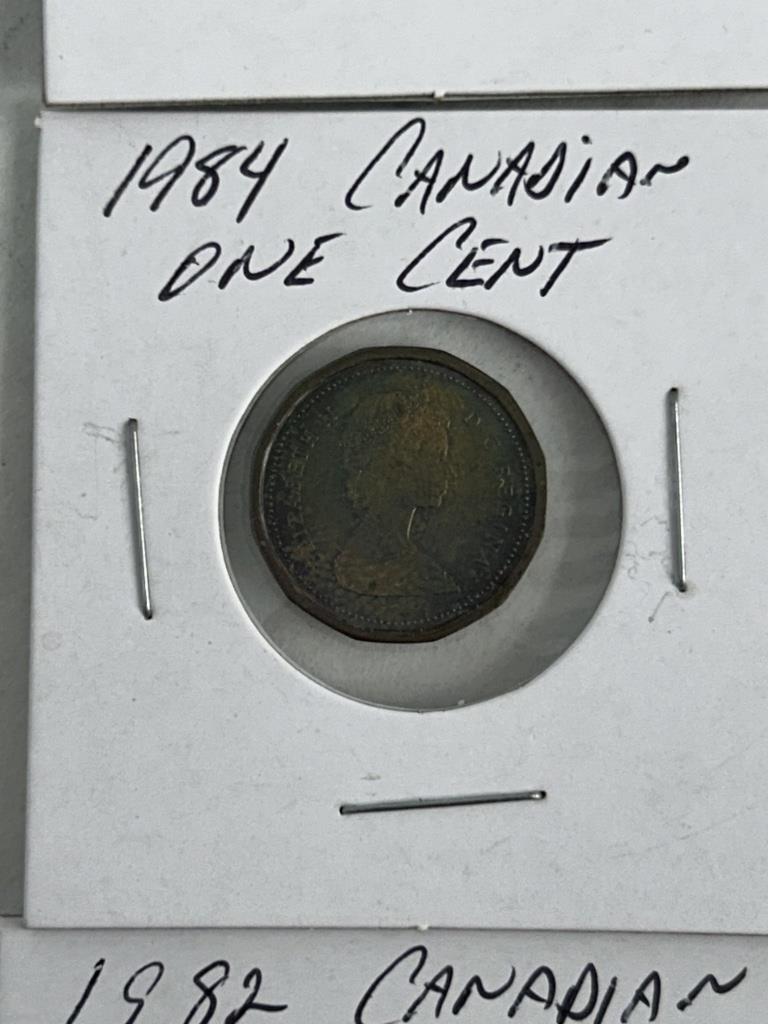 1984 CANADIAN
ONE CENT
ELIZABETH II D.G. REGINA
1982 CANADIAN